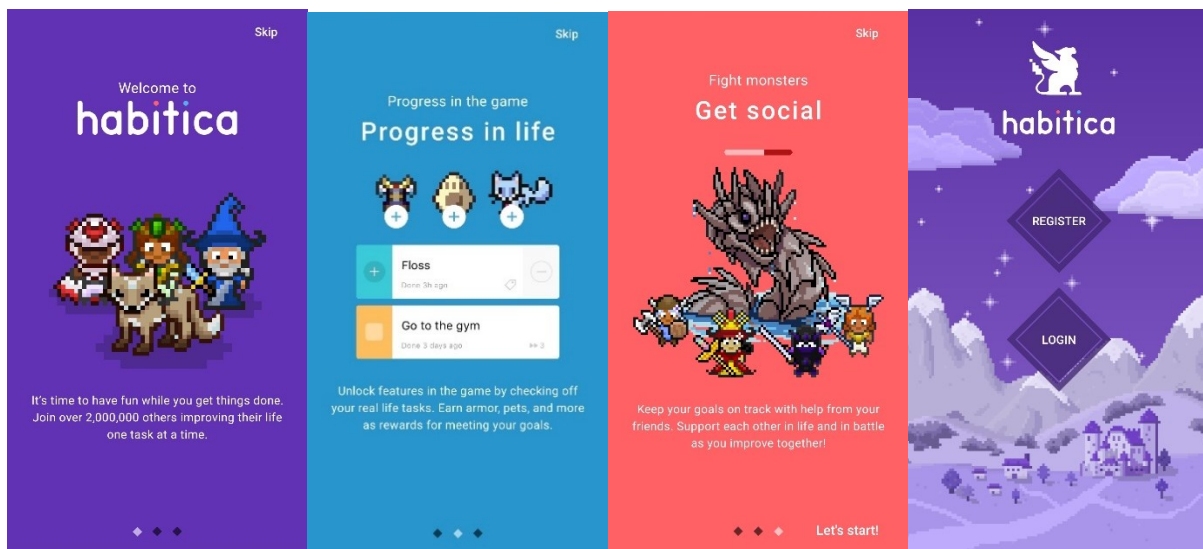 Skip
Welcome to
habitica
It's time to have fun while you get things done.
Join over 2,000,000 others improving their life
one task at a time.
Skip
Progress in the game
Progress in life
Floss
Done 3h ago
Go to the gym
Done 3 days ago
Unlock features in the game by checking off
your real life tasks. Earn armor, pets, and more
as rewards for meeting your goals.
Skip
Fight monsters
Get social
Keep your goals on track with help from your
friends. Support each other in life and in battle
as you improve together!
Let's start!
habitica
REGISTER
LOGIN